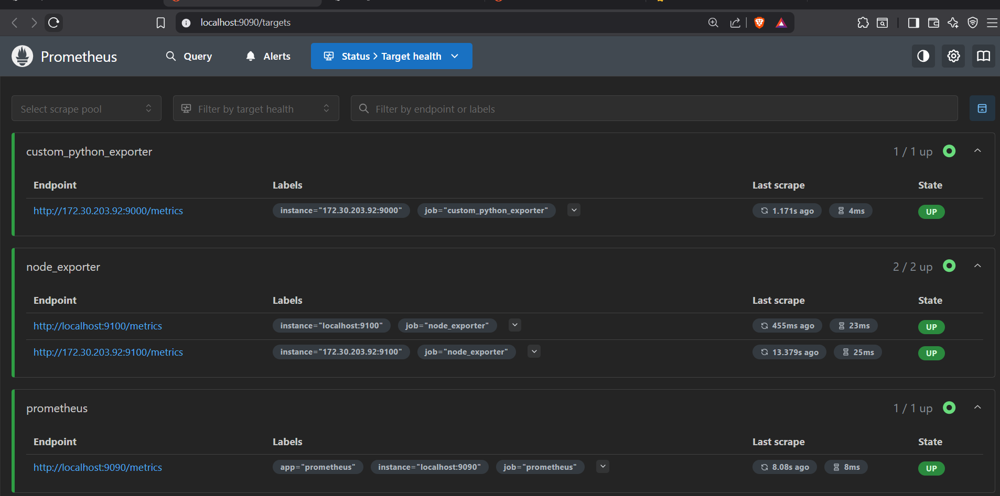 localhost:9090/targets
Prometheus Query Alerts Status > Target health
Select scrape pool Filter by target health Filter by endpoint or labels
custom_python_exporter 1 / 1 up
Endpoint Labels Last scrape State
http://172.30.203.92:9000/metrics instance="172.30.203.92:9000" job="custom_python_exporter" 1.171s ago 4ms UP
node_exporter 2 / 2 up
Endpoint Labels Last scrape State
http://localhost:9100/metrics instance="localhost:9100" job="node_exporter" 455ms ago 23ms UP
http://172.30.203.92:9100/metrics instance="172.30.203.92:9100" job="node_exporter" 13.379s ago 25ms UP
prometheus 1 / 1 up
Endpoint Labels Last scrape State
http://localhost:9090/metrics app="prometheus" instance="localhost:9090" job="prometheus" 8.08s ago 8ms UP